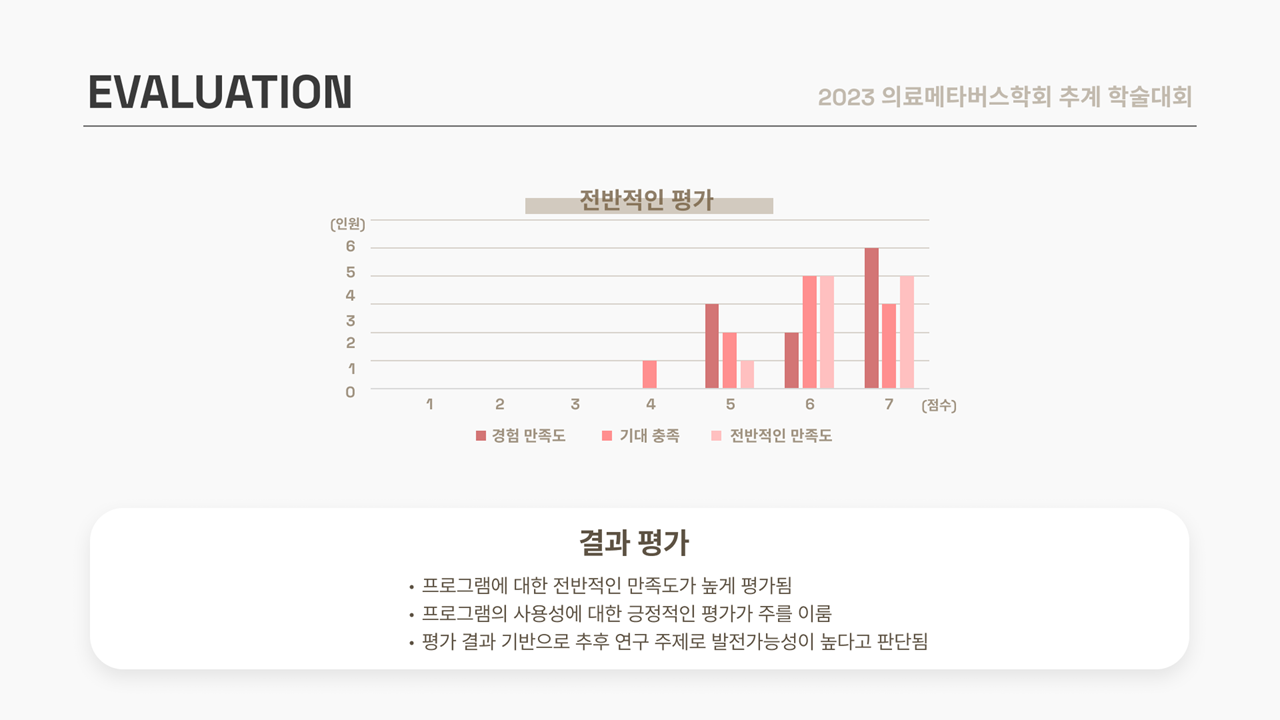 EVALUATION
2023 의료메타버스학회 추계 학술대회
전반적인 평가
(인원)
6
5
4
3
2
1
0
1 2 3 4 5 6 7 (점수)
경험 만족도 기대 충족 전반적인 만족도
결과 평가
• 프로그램에 대한 전반적인 만족도가 높게 평가됨
• 프로그램의 사용성에 대한 긍정적인 평가가 주를 이룸
• 평가 결과 기반으로 추후 연구 주제로 발전가능성이 높다고 판단됨